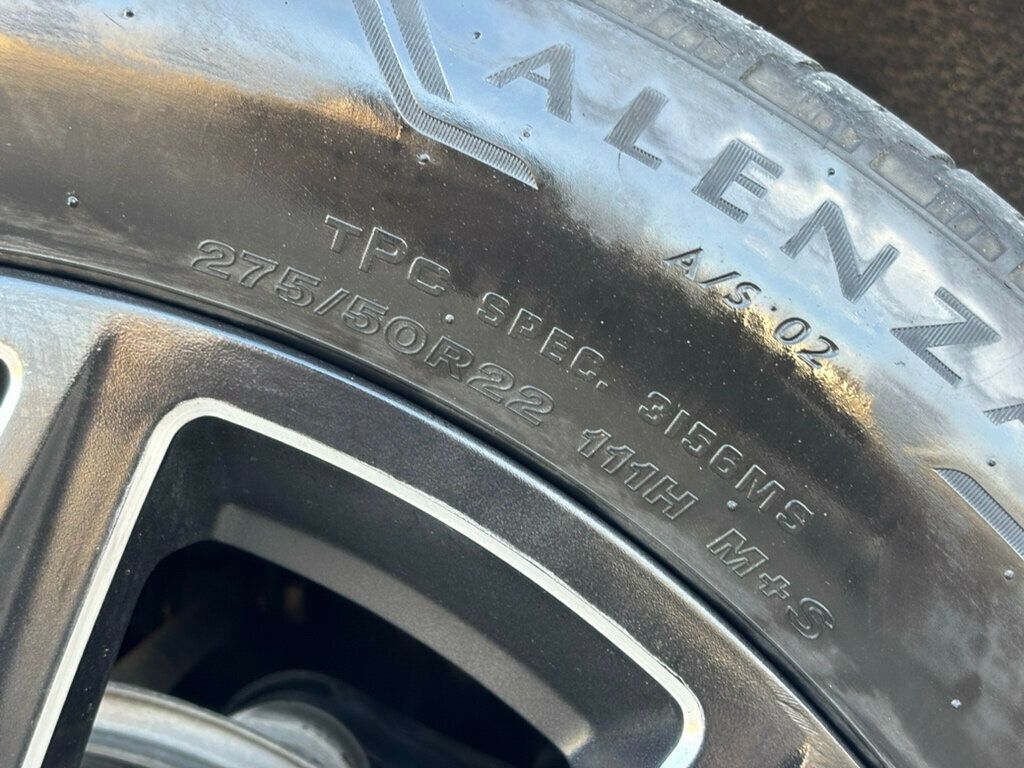 ALENZ
A/S 02
TPC SPEC. 3156MS
275/50R22 111H M+S